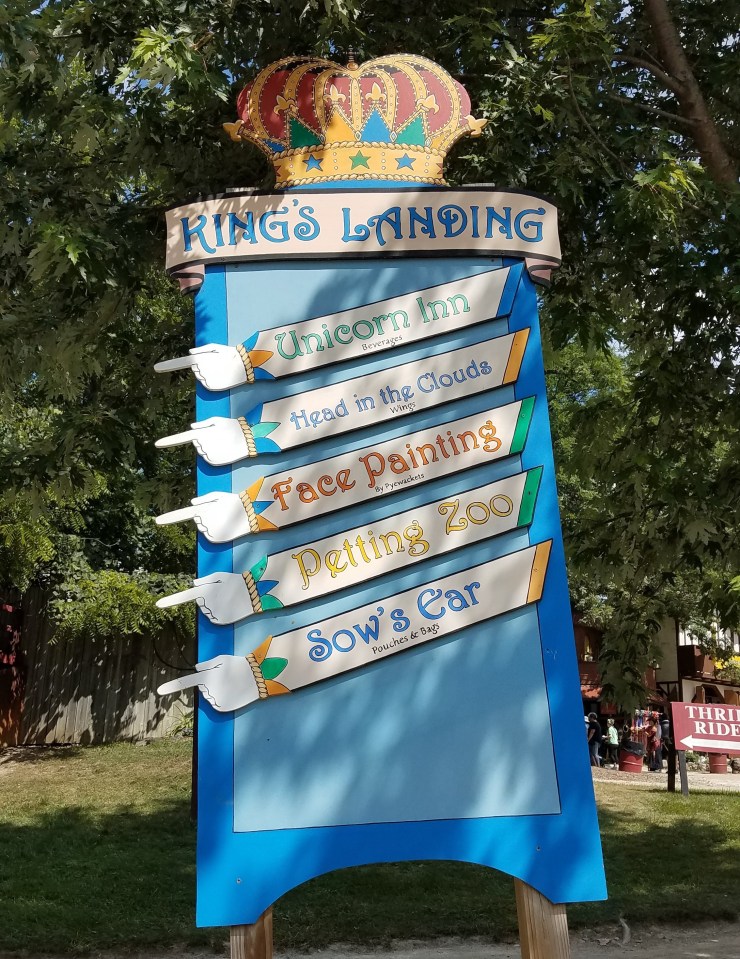 KING'S LANDING
Unicorn Inn
Beverages
Head in the Clouds
Wings
Face Painting
By Pyewackets
Petting Zoo
Sow's Ear
Pouches & Bags
RIDE